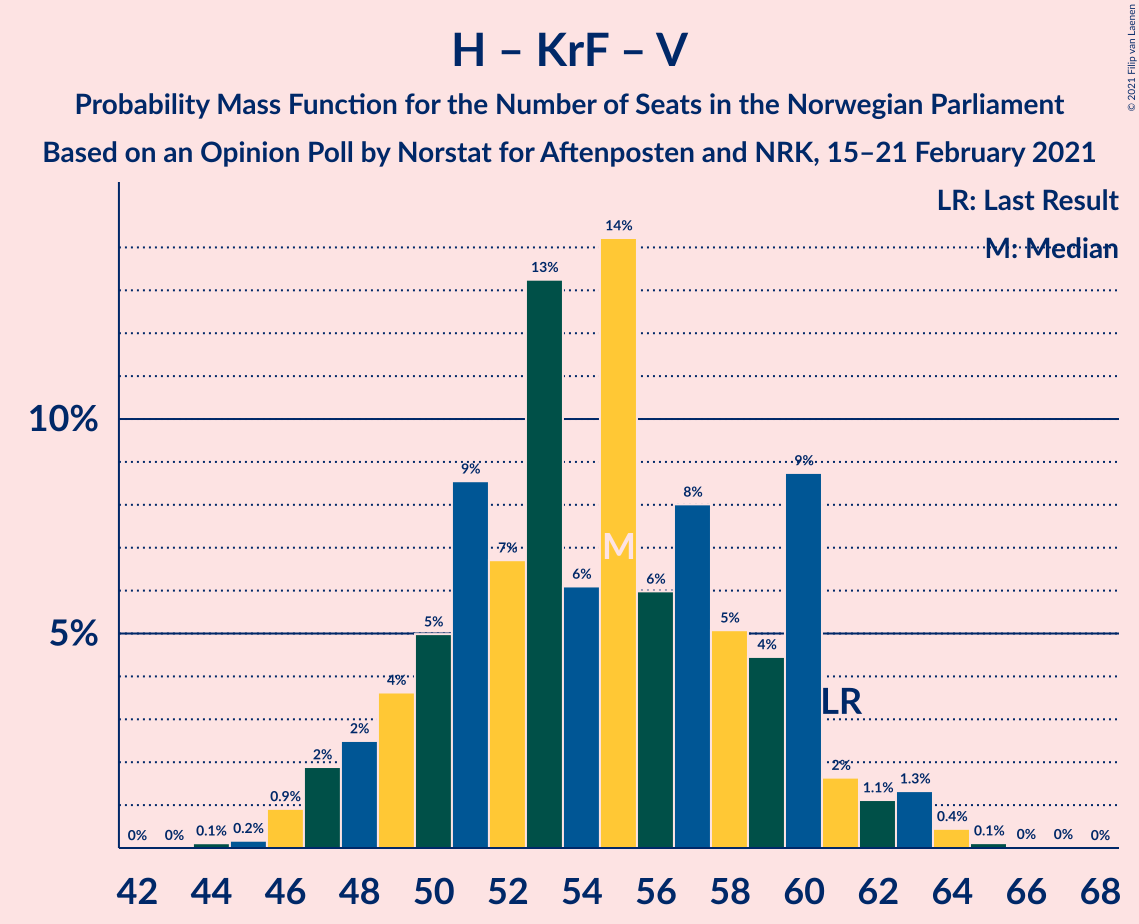 H – KrF – V
Probability Mass Function for the Number of Seats in the Norwegian Parliament
Based on an Opinion Poll by Norstat for Aftenposten and NRK, 15–21 February 2021
© 2021 Filip van Laenen
LR: Last Result
M: Median
10%
5%
0% 0% 0.1% 0.2% 0.9% 2% 2% 4% 5% 9% 7% 13% 6% 14% 6% 8% 5% 4% 9% 2% 1.1% 1.3% 0.4% 0.1% 0% 0% 0%
M
LR
42 44 46 48 50 52 54 56 58 60 62 64 66 68